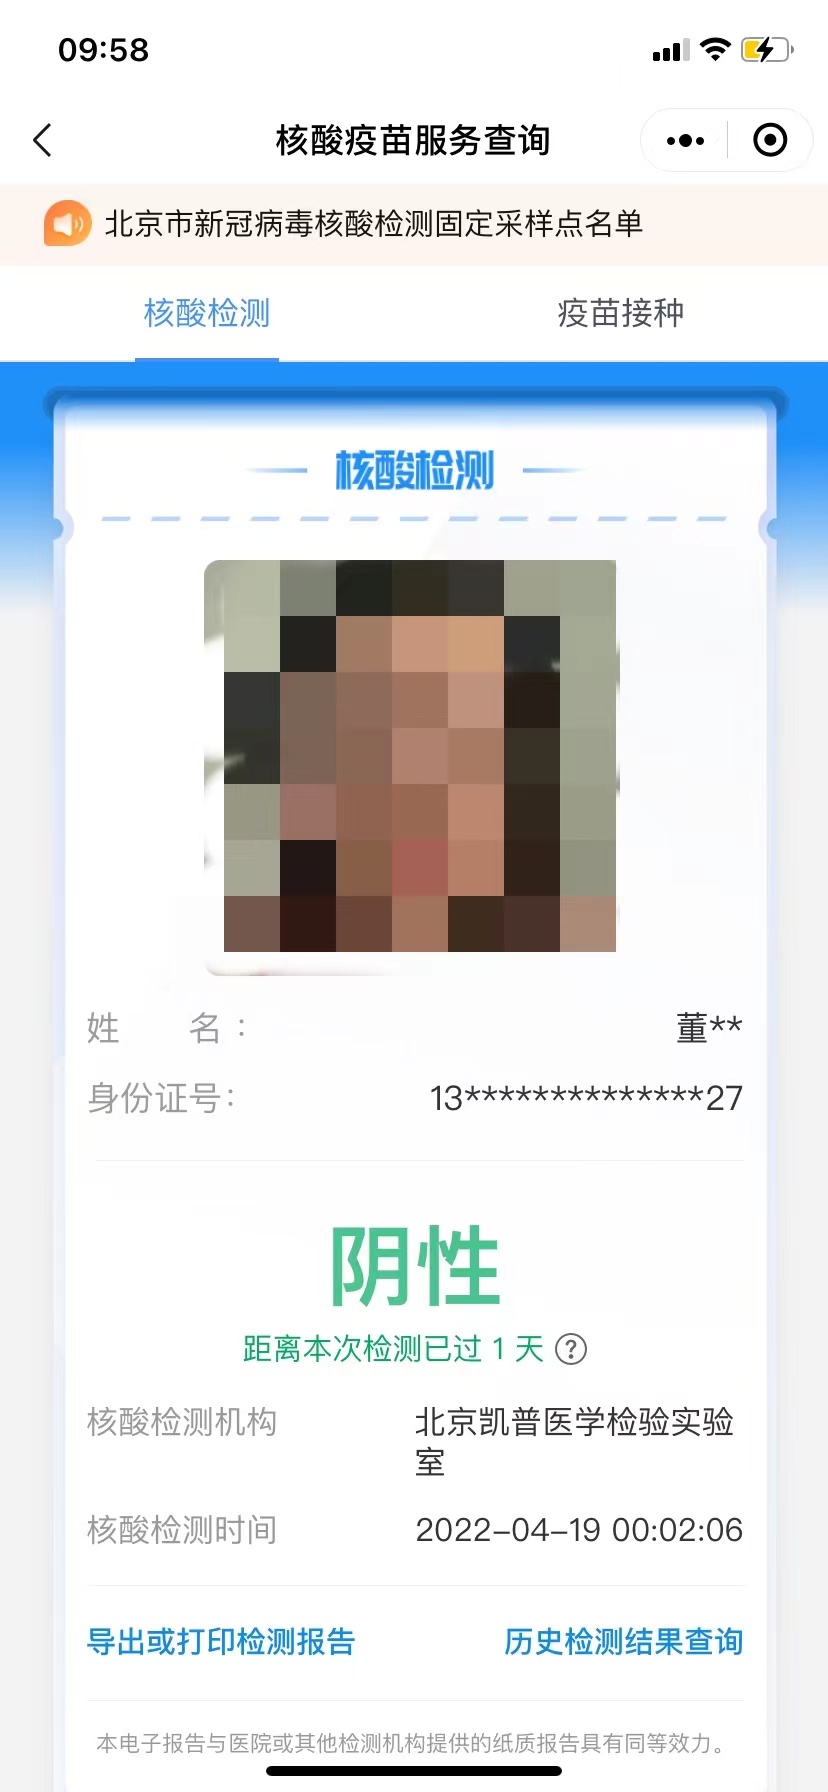 09:58
核酸疫苗服务查询
北京市新冠病毒核酸检测固定采样点名单
核酸检测 疫苗接种
核酸检测
姓 名： 董**
身份证号： 13**************27
阴性
距离本次检测已过 1 天 ?
核酸检测机构 北京凯普医学检验实验
室
核酸检测时间 2022-04-19 00:02:06
导出或打印检测报告 历史检测结果查询
本电子报告与医院或其他检测机构提供的纸质报告具有同等效力。